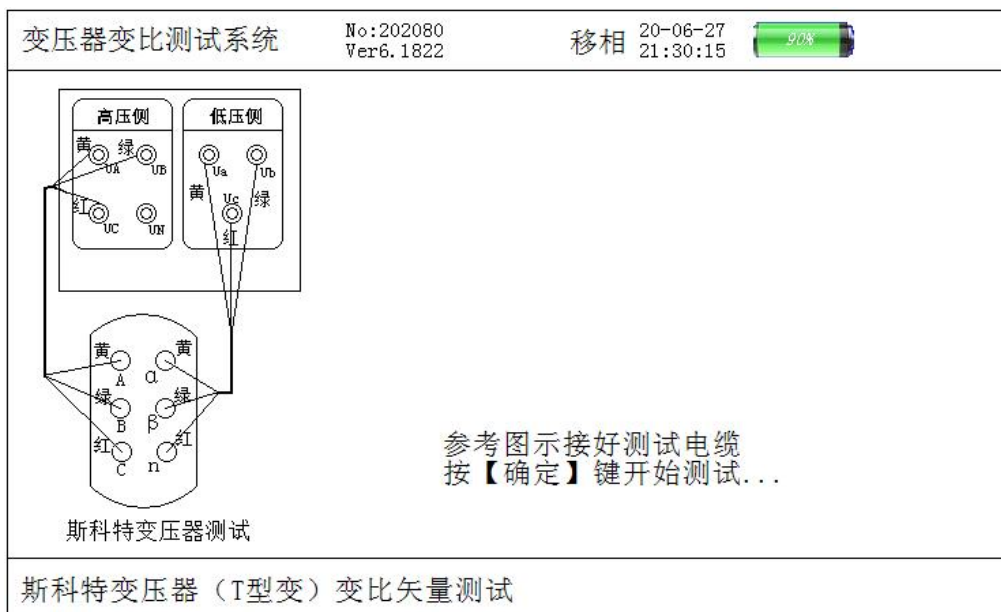 变压器变比测试系统
No:202080
Ver6.1822
移相
20-06-27
21:30:15
90%
高压侧
低压侧
黄
绿
UA
UB
Ua
Ub
红
UC
UN
黄
Uc
绿
红
黄
黄
A
α
绿
绿
B
β
红
红
C
n
参考图示接好测试电缆
按【确定】键开始测试...
斯科特变压器测试
斯科特变压器（T型变）变比矢量测试